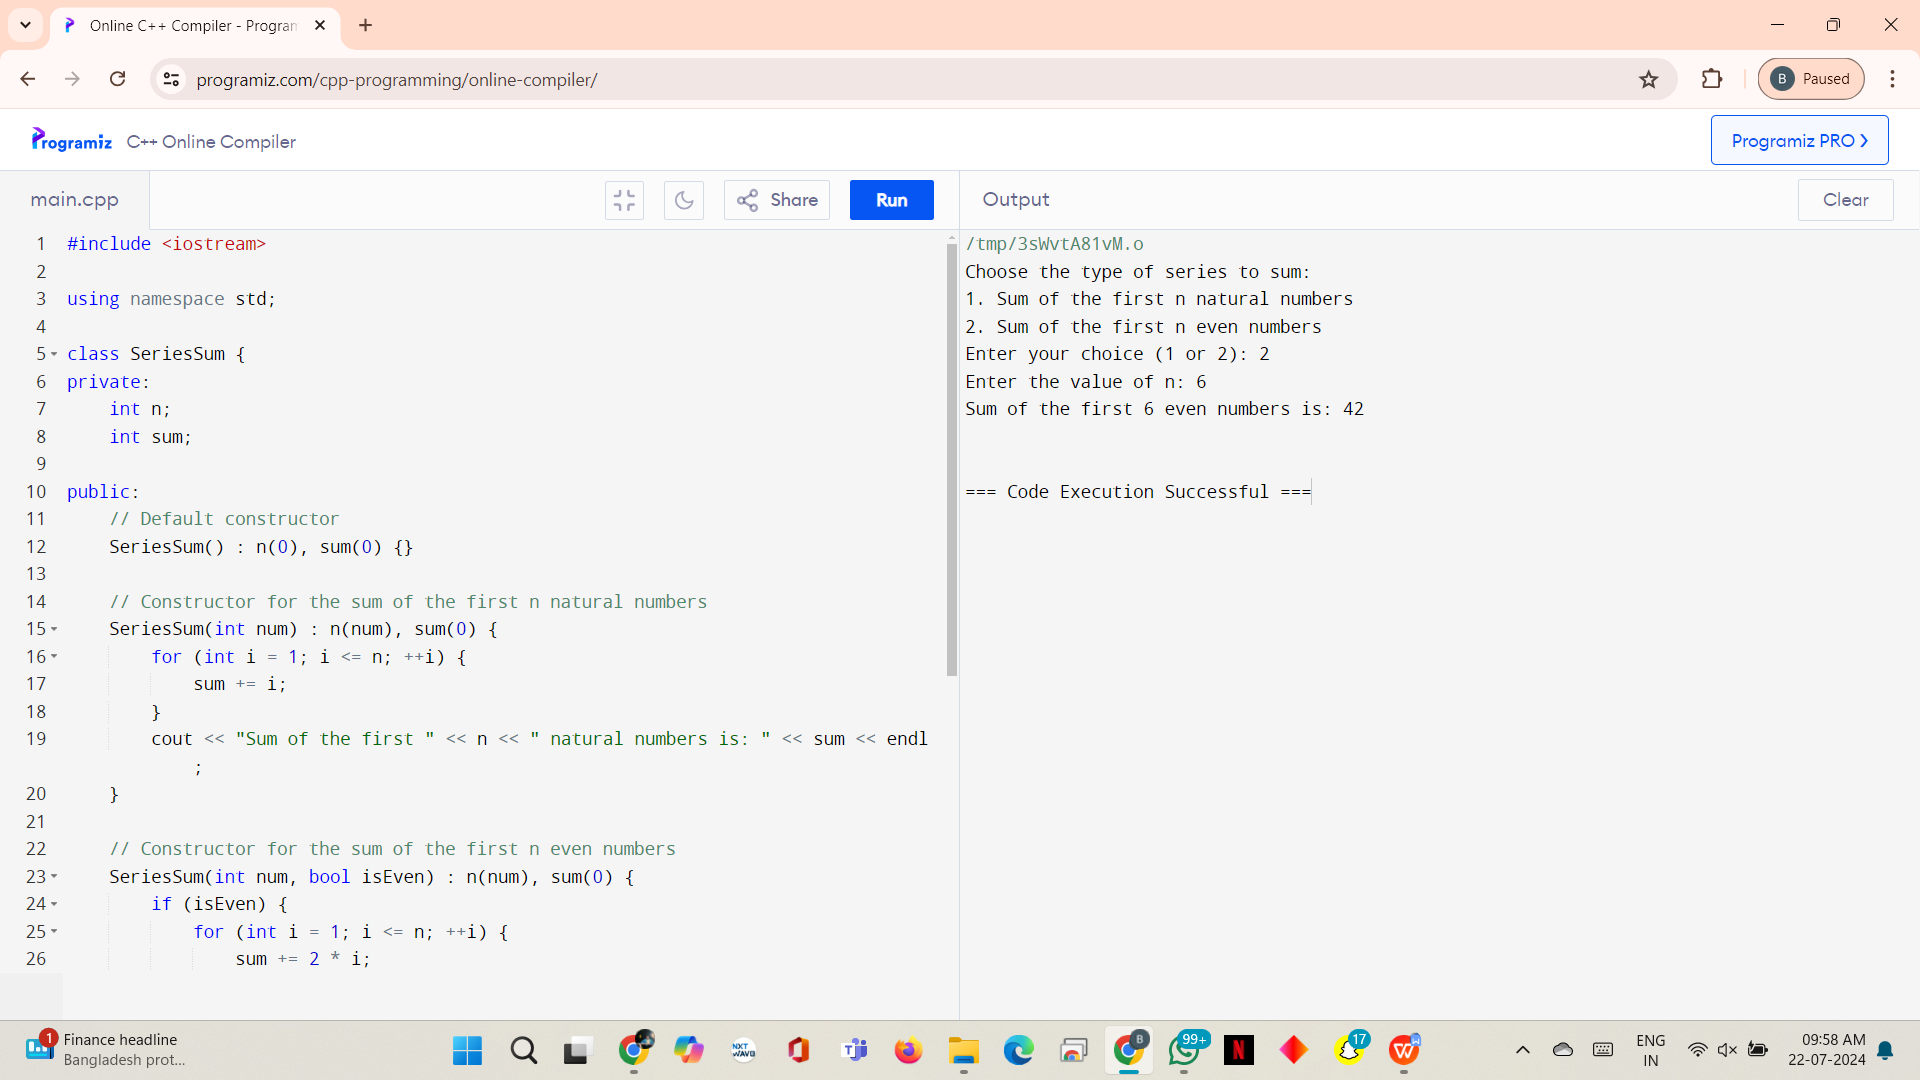 Online C++ Compiler - Program
programiz.com/cpp-programming/online-compiler/
B Paused
Programiz C++ Online Compiler
Programiz PRO ❯
main.cpp
Share
Run
Output
Clear
1 #include <iostream>
2
3 using namespace std;
4
5 class SeriesSum {
6 private:
7 int n;
8 int sum;
9
10 public:
11 // Default constructor
12 SeriesSum() : n(0), sum(0) {}
13
14 // Constructor for the sum of the first n natural numbers
15 SeriesSum(int num) : n(num), sum(0) {
16 for (int i = 1; i <= n; ++i) {
17 sum += i;
18 }
19 cout << "Sum of the first " << n << " natural numbers is: " << sum << endl
;
20 }
21
22 // Constructor for the sum of the first n even numbers
23 SeriesSum(int num, bool isEven) : n(num), sum(0) {
24 if (isEven) {
25 for (int i = 1; i <= n; ++i) {
26 sum += 2 * i;
/tmp/3sWvtA81vM.o
Choose the type of series to sum:
1. Sum of the first n natural numbers
2. Sum of the first n even numbers
Enter your choice (1 or 2): 2
Enter the value of n: 6
Sum of the first 6 even numbers is: 42
=== Code Execution Successful ===
1
Finance headline
Bangladesh prot...
NXT
WAVE
B
99+
N
17
W
ENG
IN
09:58 AM
22-07-2024